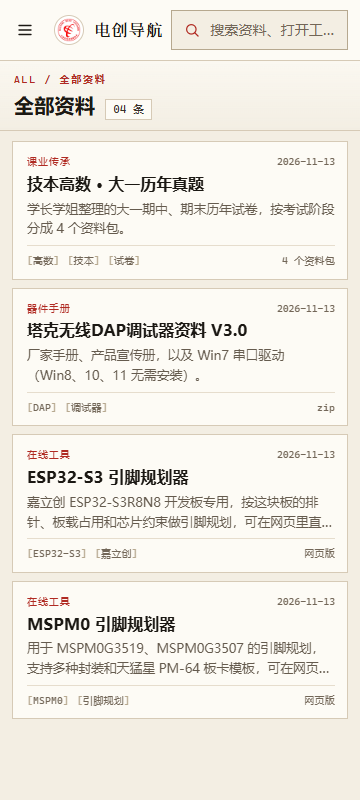 电创导航
搜索资料、打开工...
ALL / 全部资料
全部资料 04 条
课业传承 2026-11-13
技本高数 • 大一历年真题
学长学姐整理的大一期中、期末历年试卷，按考试阶段
分成 4 个资料包。
[高数] [技本] [试卷] 4 个资料包
器件手册 2026-11-13
塔克无线DAP调试器资料 V3.0
厂家手册、产品宣传册，以及 Win7 串口驱动
（Win8、10、11 无需安装）。
[DAP] [调试器] zip
在线工具 2026-11-13
ESP32-S3 引脚规划器
嘉立创 ESP32-S3R8N8 开发板专用，按这块板的排
针、板载占用和芯片约束做引脚规划，可在网页里直...
[ESP32-S3] [嘉立创] 网页版
在线工具 2026-11-13
MSPM0 引脚规划器
用于 MSPM0G3519、MSPM0G3507 的引脚规划，
支持多种封装和天猛星 PM-64 板卡模板，可在网页...
[MSPM0] [引脚规划] 网页版